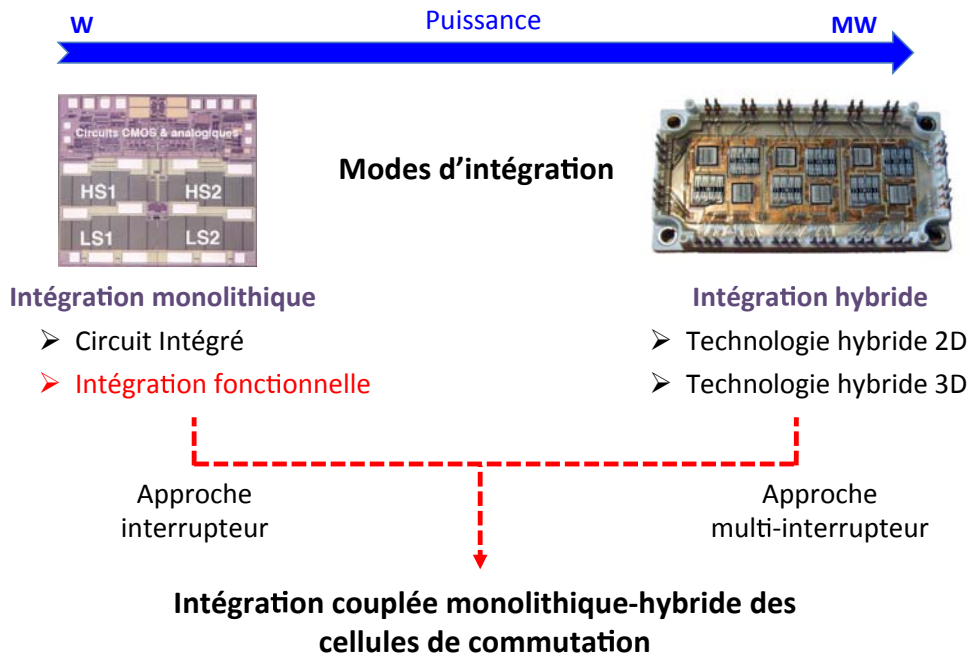 W
Puissance
MW
Circuits CMOS & analogiques
HS1
HS2
LS1
LS2
Modes d'intégration
Intégration monolithique
➢ Circuit Intégré
➢ Intégration fonctionnelle
Intégration hybride
➢ Technologie hybride 2D
➢ Technologie hybride 3D
Approche
interrupteur
Approche
multi-interrupteur
Intégration couplée monolithique-hybride des
cellules de commutation